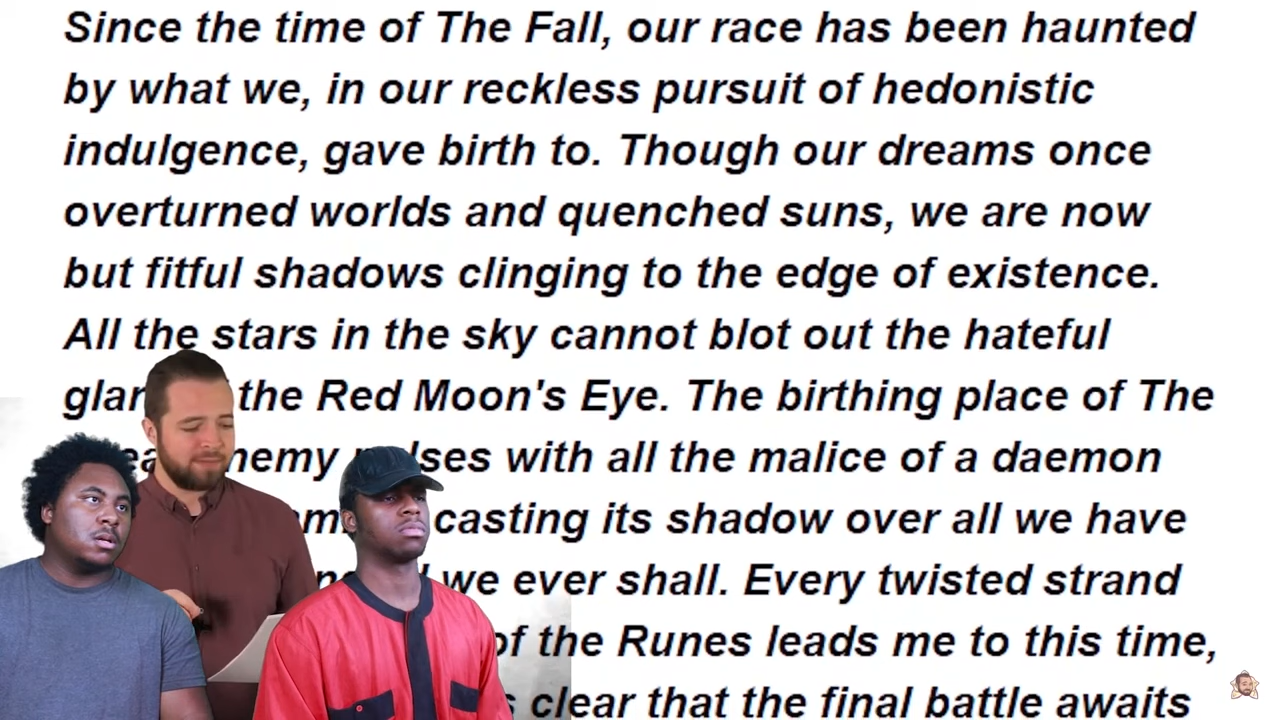 Since the time of The Fall, our race has been haunted
by what we, in our reckless pursuit of hedonistic
indulgence, gave birth to. Though our dreams once
overturned worlds and quenched suns, we are now
but fitful shadows clinging to the edge of existence.
All the stars in the sky cannot blot out the hateful
the Red Moon's Eye. The birthing place of The
with all the malice of a daemon
casting its shadow over all we have
we ever shall. Every twisted strand
of the Runes leads me to this time,
clear that the final battle awaits